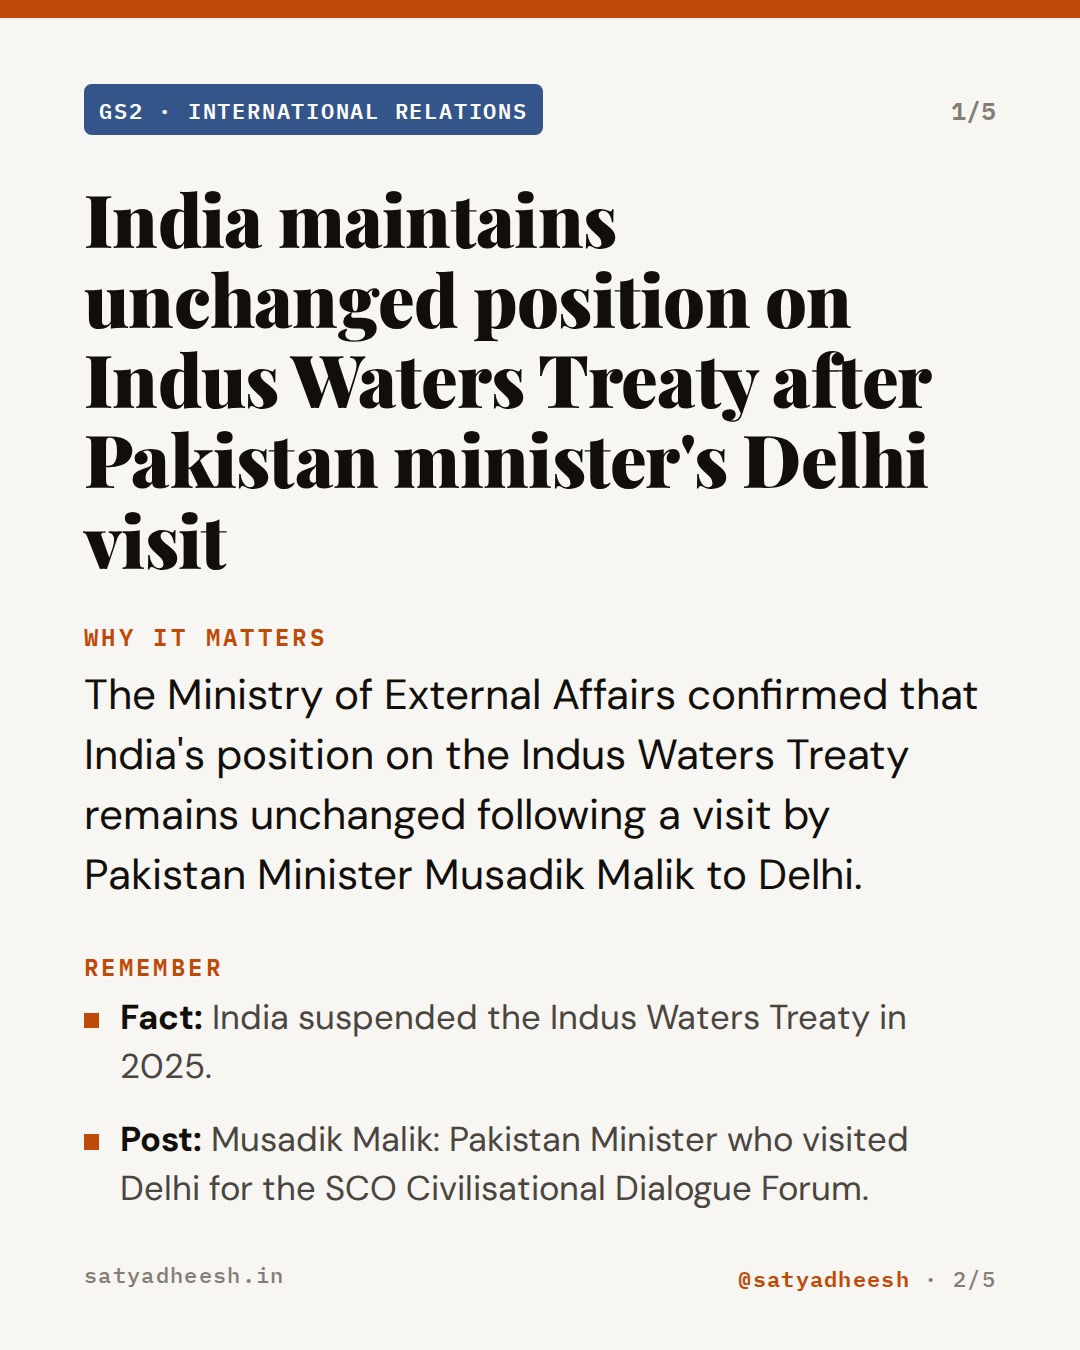 GS2 · INTERNATIONAL RELATIONS
1/5
India maintains
unchanged position on
Indus Waters Treaty after
Pakistan minister's Delhi
visit
WHY IT MATTERS
The Ministry of External Affairs confirmed that
India's position on the Indus Waters Treaty
remains unchanged following a visit by
Pakistan Minister Musadik Malik to Delhi.
REMEMBER
Fact: India suspended the Indus Waters Treaty in
2025.
Post: Musadik Malik: Pakistan Minister who visited
Delhi for the SCO Civilisational Dialogue Forum.
satyadheesh.in
@satyadheesh · 2/5